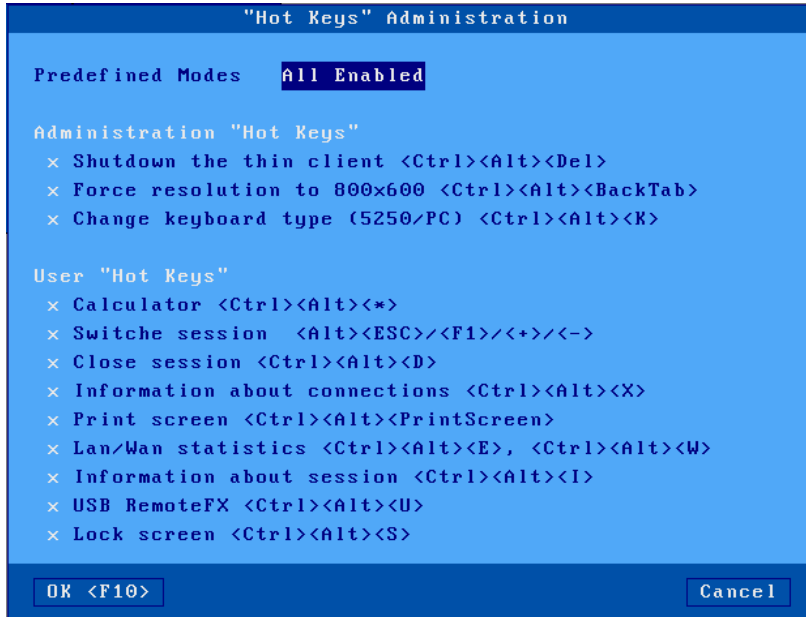 "Hot Keys" Administration
Predefined Modes All Enabled
Administration "Hot Keys"
x Shutdown the thin client <Ctrl><Alt><Del>
x Force resolution to 800x600 <Ctrl><Alt><BackTab>
x Change keyboard type (5250/PC) <Ctrl><Alt><K>
User "Hot Keys"
x Calculator <Ctrl><Alt><*>
x Switche session <Alt><ESC>/<F1>/<+>/<->
x Close session <Ctrl><Alt><D>
x Information about connections <Ctrl><Alt><X>
x Print screen <Ctrl><Alt><PrintScreen>
x Lan/Wan statistics <Ctrl><Alt><E>, <Ctrl><Alt><W>
x Information about session <Ctrl><Alt><I>
x USB RemoteFX <Ctrl><Alt><U>
x Lock screen <Ctrl><Alt><S>
OK <F10> Cancel